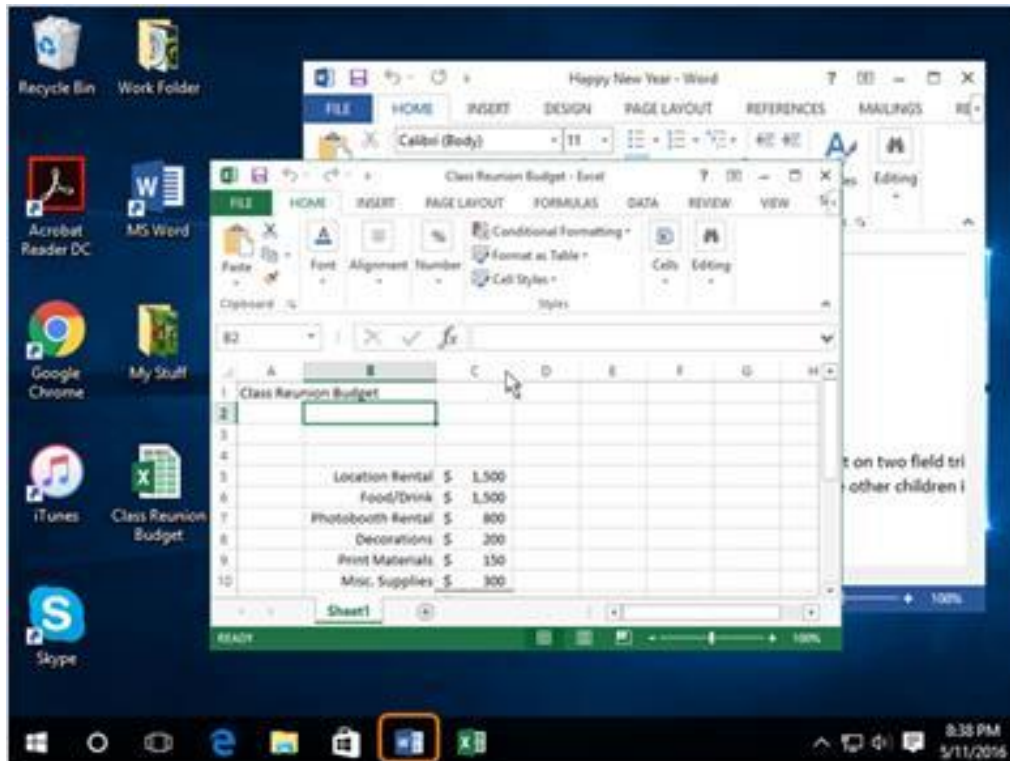 Recycle Bin
Work Folder
Acrobat
Reader DC
MS Word
Google
Chrome
My Stuff
iTunes
Class Reunion
Budget
Skype
Happy New Year - Word
FILE HOME INSERT DESIGN PAGE LAYOUT REFERENCES MAILINGS RE
Calibri (Body) 11
Editing
t on two field tri
other children i
100%
Class Reunion Budget - Excel
FILE HOME INSERT PAGE LAYOUT FORMULAS DATA REVIEW VIEW
Paste
Font
Alignment
Number
Conditional Formatting
Format as Table
Cell Styles
Cells
Editing
Clipboard
Styles
B2
fx
A B C D E F G H
1 Class Reunion Budget
2
3
4
5 Location Rental $ 1,500
6 Food/Drink $ 1,500
7 Photobooth Rental $ 800
8 Decorations $ 200
9 Print Materials $ 150
10 Misc. Supplies $ 300
Sheet1
READY
100%
8:38 PM
5/11/2016